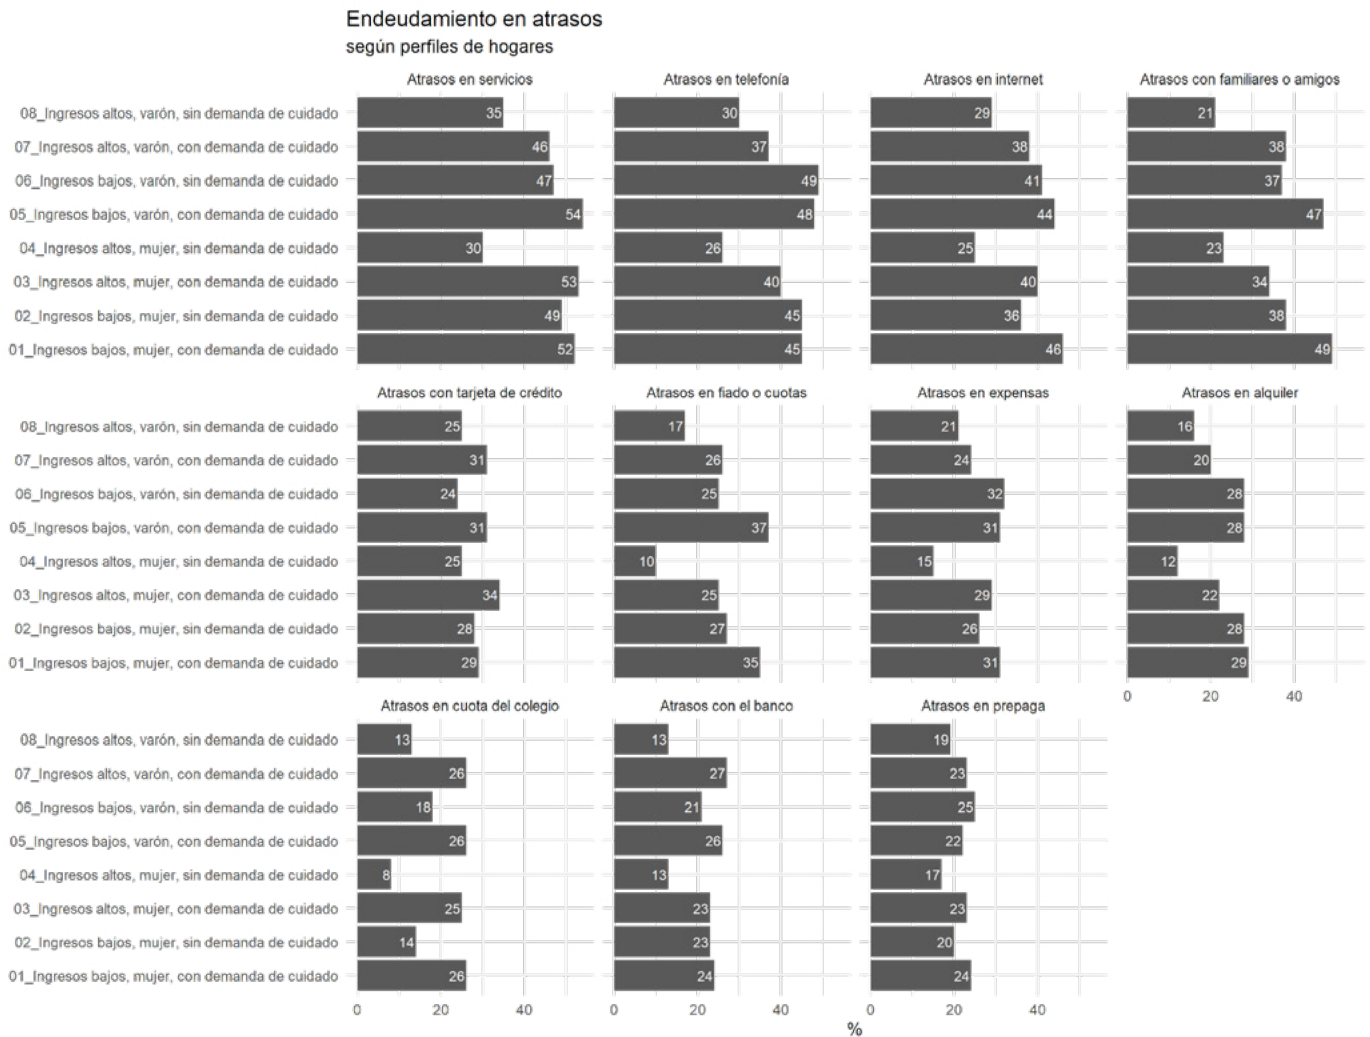 Endeudamiento en atrasos
según perfiles de hogares
Atrasos en servicios Atrasos en telefonía Atrasos en internet Atrasos con familiares o amigos
08_Ingresos altos, varón, sin demanda de cuidado 35 30 29 21
07_Ingresos altos, varón, con demanda de cuidado 46 37 38 38
06_Ingresos bajos, varón, sin demanda de cuidado 47 49 41 37
05_Ingresos bajos, varón, con demanda de cuidado 54 48 44 47
04_Ingresos altos, mujer, sin demanda de cuidado 30 26 25 23
03_Ingresos altos, mujer, con demanda de cuidado 53 40 40 34
02_Ingresos bajos, mujer, sin demanda de cuidado 49 45 36 38
01_Ingresos bajos, mujer, con demanda de cuidado 52 45 46 49
Atrasos con tarjeta de crédito Atrasos en fiado o cuotas Atrasos en expensas Atrasos en alquiler
08_Ingresos altos, varón, sin demanda de cuidado 25 17 21 16
07_Ingresos altos, varón, con demanda de cuidado 31 26 24 20
06_Ingresos bajos, varón, sin demanda de cuidado 24 25 32 28
05_Ingresos bajos, varón, con demanda de cuidado 31 37 31 28
04_Ingresos altos, mujer, sin demanda de cuidado 25 10 15 12
03_Ingresos altos, mujer, con demanda de cuidado 34 25 29 22
02_Ingresos bajos, mujer, sin demanda de cuidado 28 27 26 28
01_Ingresos bajos, mujer, con demanda de cuidado 29 35 31 29
0 20 40
Atrasos en cuota del colegio Atrasos con el banco Atrasos en prepaga
08_Ingresos altos, varón, sin demanda de cuidado 13 13 19
07_Ingresos altos, varón, con demanda de cuidado 26 27 23
06_Ingresos bajos, varón, sin demanda de cuidado 18 21 25
05_Ingresos bajos, varón, con demanda de cuidado 26 26 22
04_Ingresos altos, mujer, sin demanda de cuidado 8 13 17
03_Ingresos altos, mujer, con demanda de cuidado 25 23 23
02_Ingresos bajos, mujer, sin demanda de cuidado 14 23 20
01_Ingresos bajos, mujer, con demanda de cuidado 26 24 24
0 20 40 0 20 40 0 20 40
%